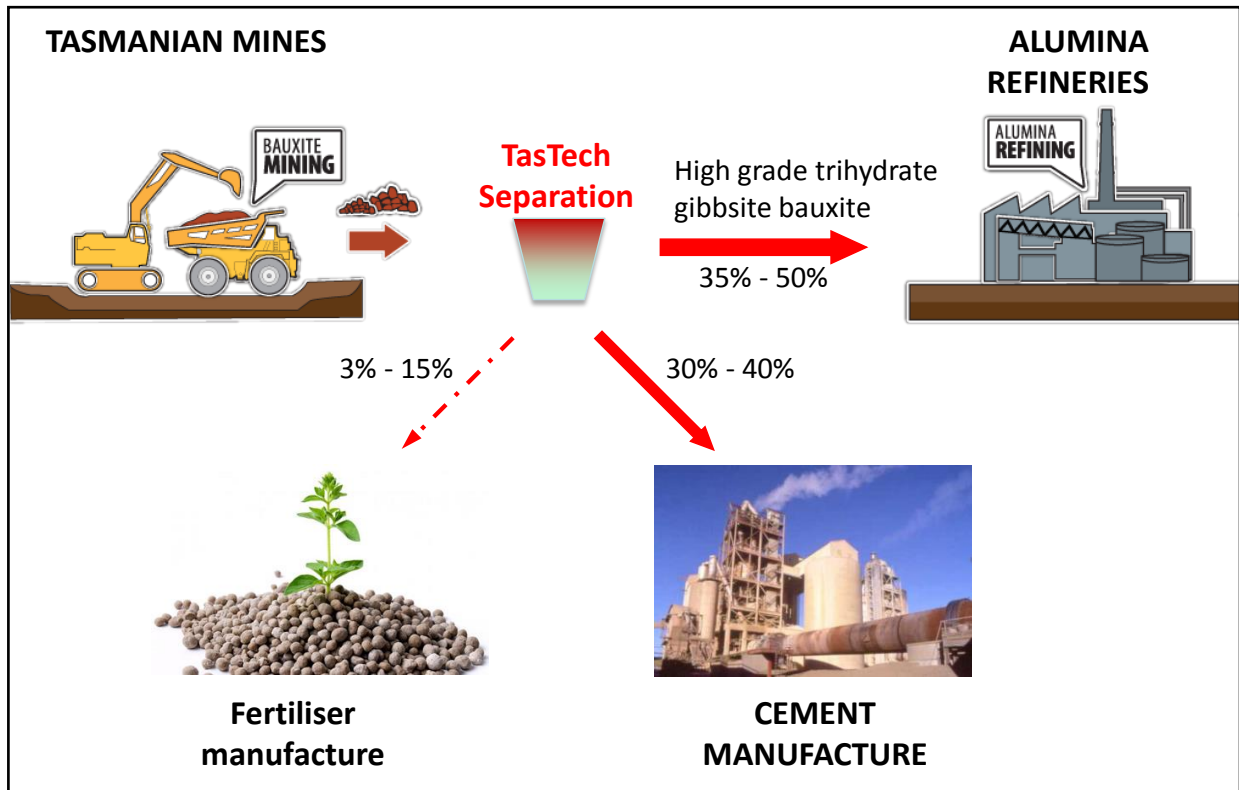 TASMANIAN MINES
ALUMINA
REFINERIES
BAUXITE
MINING
TasTech
Separation
High grade trihydrate
gibbsite bauxite
35% - 50%
ALUMINA
REFINING
3% - 15%
30% - 40%
Fertiliser
manufacture
CEMENT
MANUFACTURE